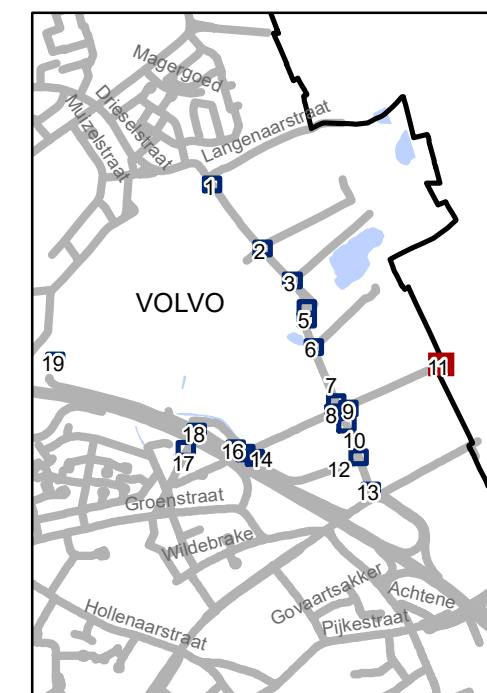 Magergoed
Drieselstraat
Muizelstraat
Langenaarstraat
1
2
3
VOLVO
5
6
19
11
7
8
9
18
10
16
17
14
12
13
Groenstraat
Wildebrake
Govaartsakker
Achtene
Hollenaarstraat
Pijkestraat